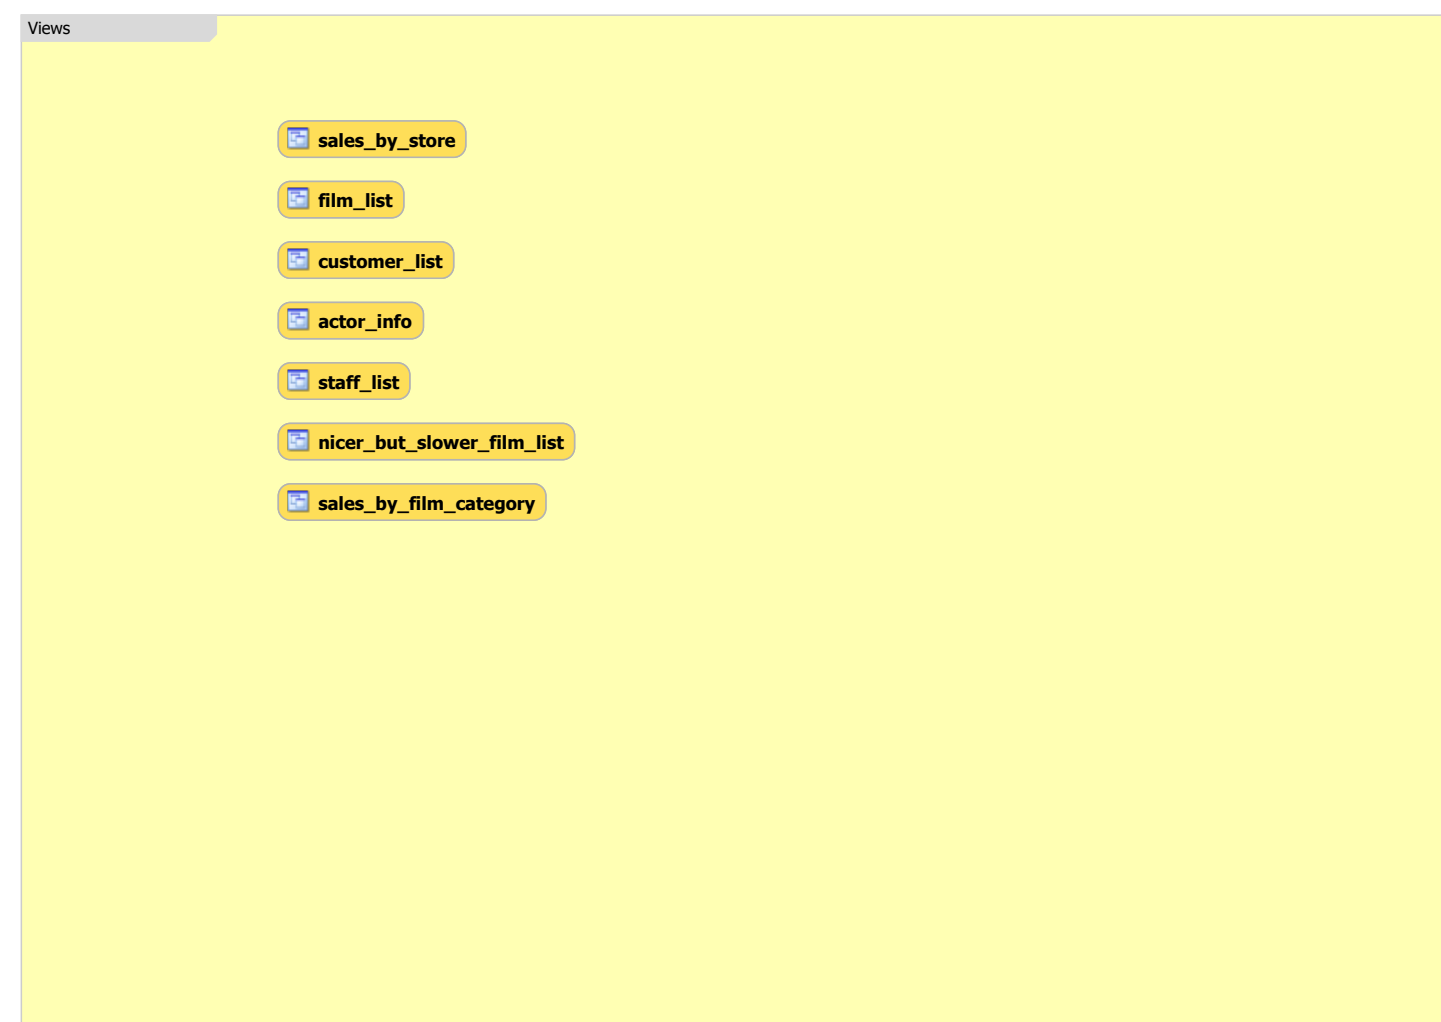 Views
sales_by_store
film_list
customer_list
actor_info
staff_list
nicer_but_slower_film_list
sales_by_film_category